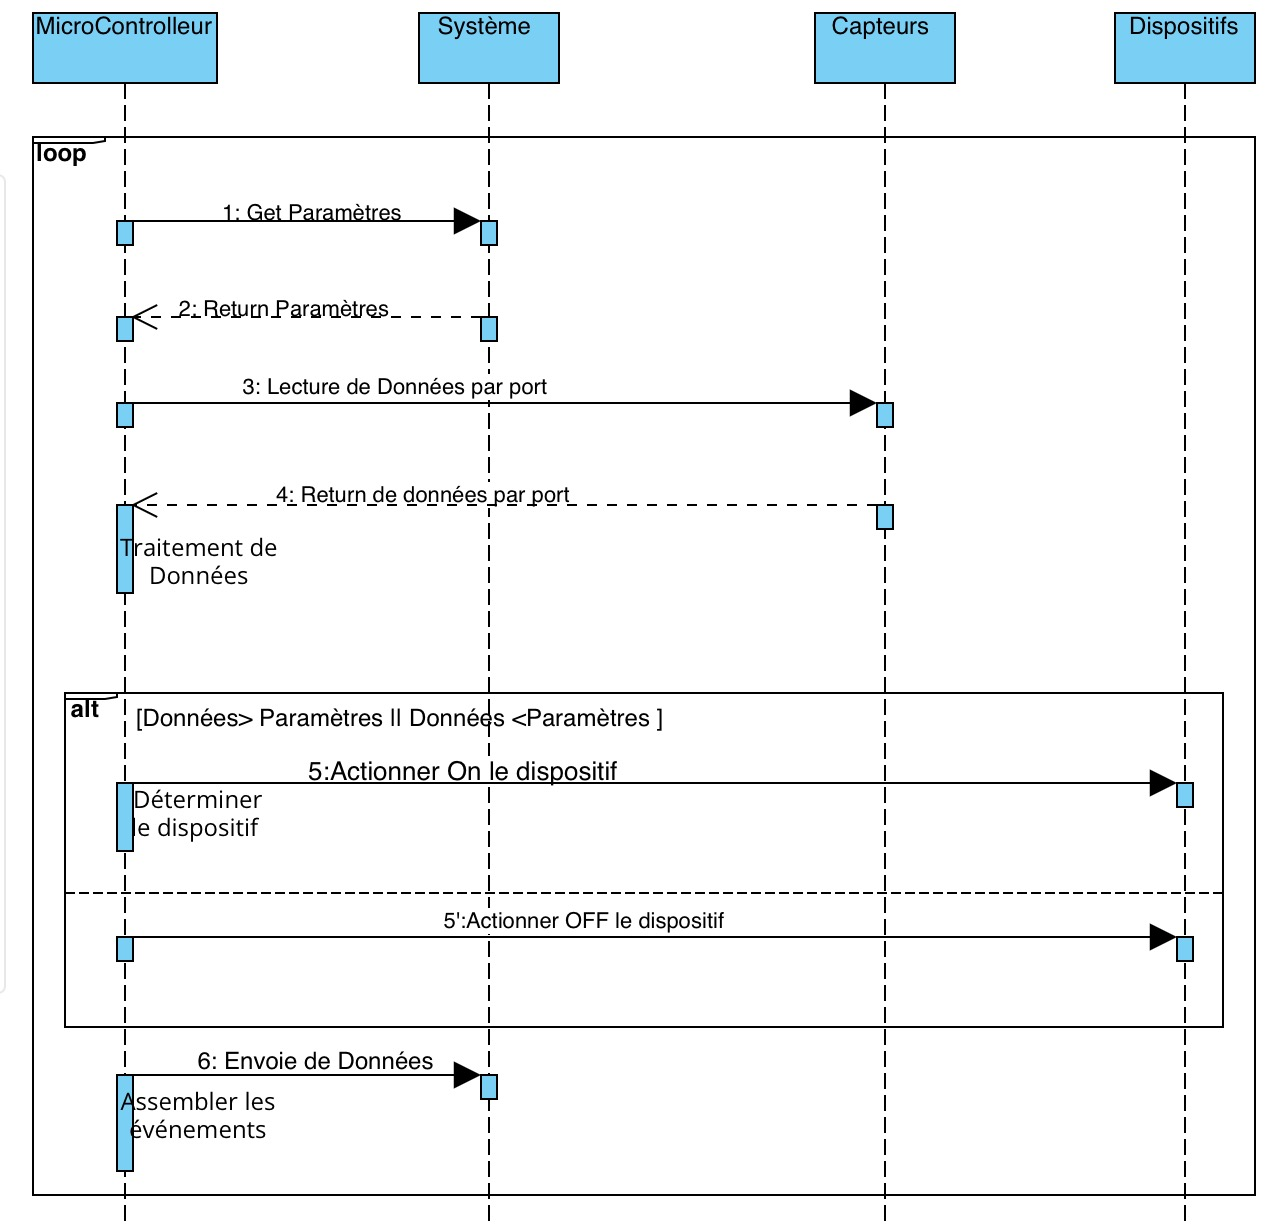 MicroControlleur
Système
Capteurs
Dispositifs
loop
1: Get Paramètres
2: Return Paramètres
3: Lecture de Données par port
4: Return de données par port
Traitement de
Données
alt
[Données> Paramètres || Données <Paramètres ]
5:Actionner On le dispositif
Déterminer
le dispositif
5':Actionner OFF le dispositif
6: Envoie de Données
Assembler les
événements